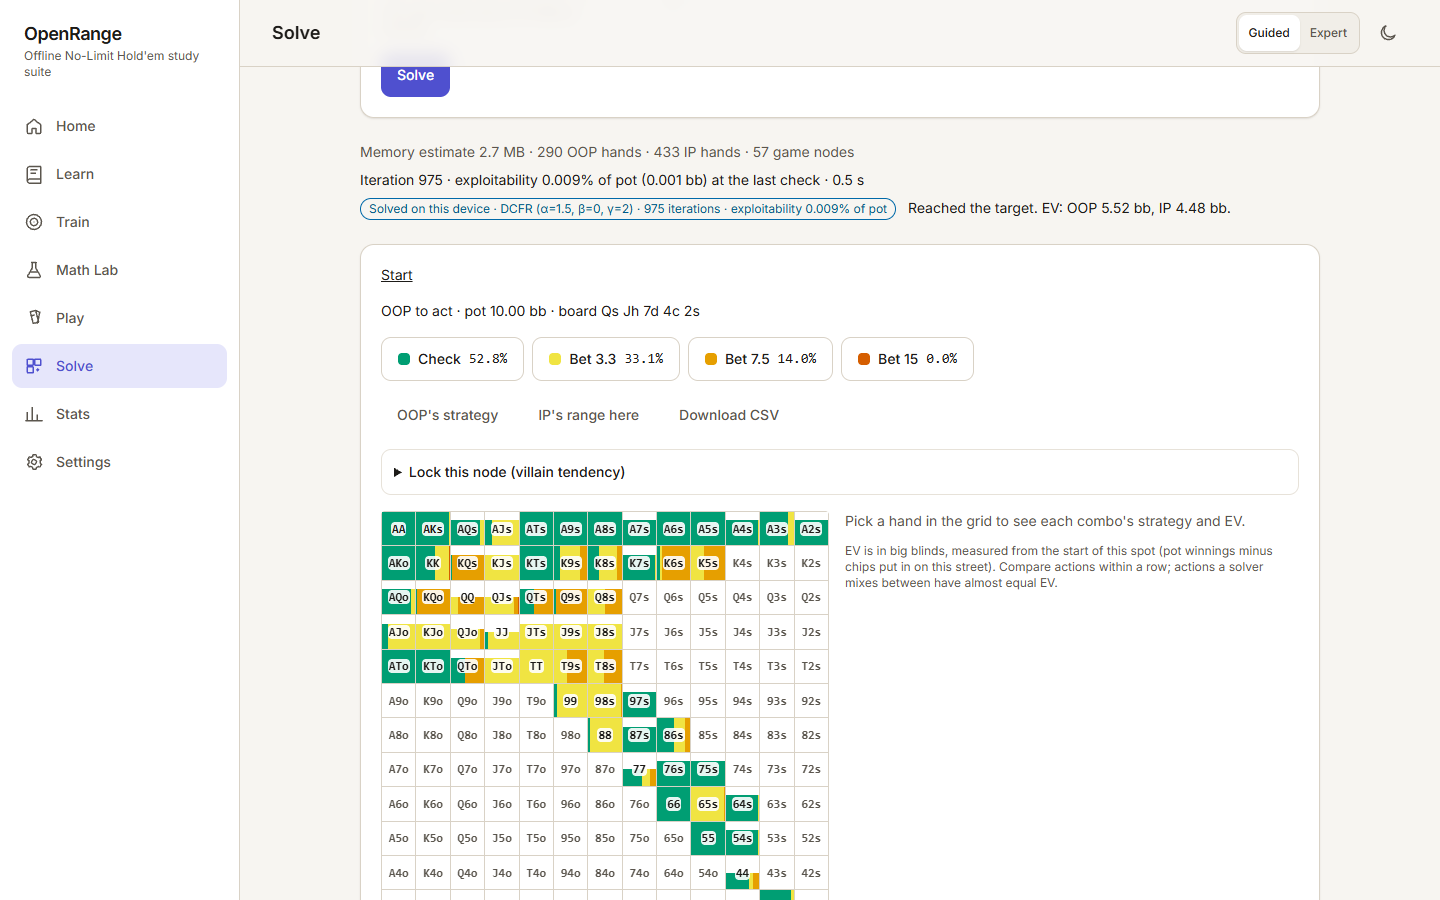 OpenRange
Offline No-Limit Hold'em study
suite
Home
Learn
Train
Math Lab
Play
Solve
Stats
Settings
Solve
Guided
Expert
Solve
Memory estimate 2.7 MB · 290 OOP hands · 433 IP hands · 57 game nodes
Iteration 975 · exploitability 0.009% of pot (0.001 bb) at the last check · 0.5 s
Solved on this device · DCFR (α=1.5, β=0, γ=2) · 975 iterations · exploitability 0.009% of pot
Reached the target. EV: OOP 5.52 bb, IP 4.48 bb.
Start
OOP to act · pot 10.00 bb · board Qs Jh 7d 4c 2s
Check 52.8%
Bet 3.3 33.1%
Bet 7.5 14.0%
Bet 15 0.0%
OOP's strategy
IP's range here
Download CSV
Lock this node (villain tendency)
AA AKs AQs AJs ATs A9s A8s A7s A6s A5s A4s A3s A2s
AKo KK KQs KJs KTs K9s K8s K7s K6s K5s K4s K3s K2s
AQo KQo QQ QJs QTs Q9s Q8s Q7s Q6s Q5s Q4s Q3s Q2s
AJo KJo QJo JJ JTs J9s J8s J7s J6s J5s J4s J3s J2s
ATo KTo QTo JTo TT T9s T8s T7s T6s T5s T4s T3s T2s
A9o K9o Q9o J9o T9o 99 98s 97s 96s 95s 94s 93s 92s
A8o K8o Q8o J8o T8o 98o 88 87s 86s 85s 84s 83s 82s
A7o K7o Q7o J7o T7o 97o 87o 77 76s 75s 74s 73s 72s
A6o K6o Q6o J6o T6o 96o 86o 76o 66 65s 64s 63s 62s
A5o K5o Q5o J5o T5o 95o 85o 75o 65o 55 54s 53s 52s
A4o K4o Q4o J4o T4o 94o 84o 74o 64o 54o 44 43s 42s
Pick a hand in the grid to see each combo's strategy and EV.
EV is in big blinds, measured from the start of this spot (pot winnings minus
chips put in on this street). Compare actions within a row; actions a solver
mixes between have almost equal EV.